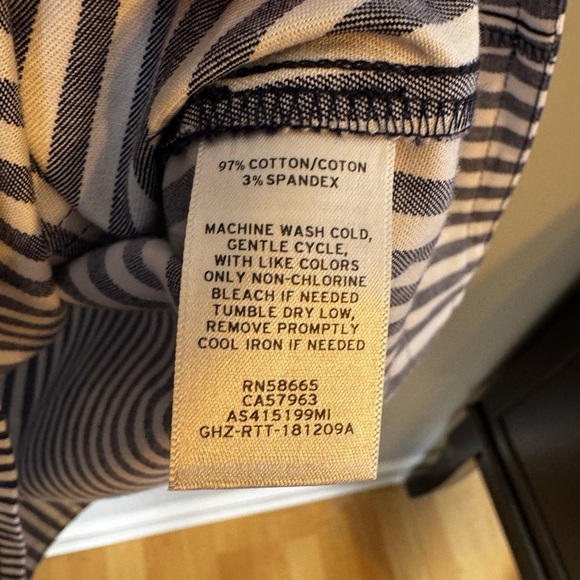 97% COTTON/COTON
3% SPANDEX
MACHINE WASH COLD,
GENTLE CYCLE,
WITH LIKE COLORS
ONLY NON-CHLORINE
BLEACH IF NEEDED
TUMBLE DRY LOW,
REMOVE PROMPTLY
COOL IRON IF NEEDED
RN58665
CA57963
AS415199MI
GHZ-RTT-181209A